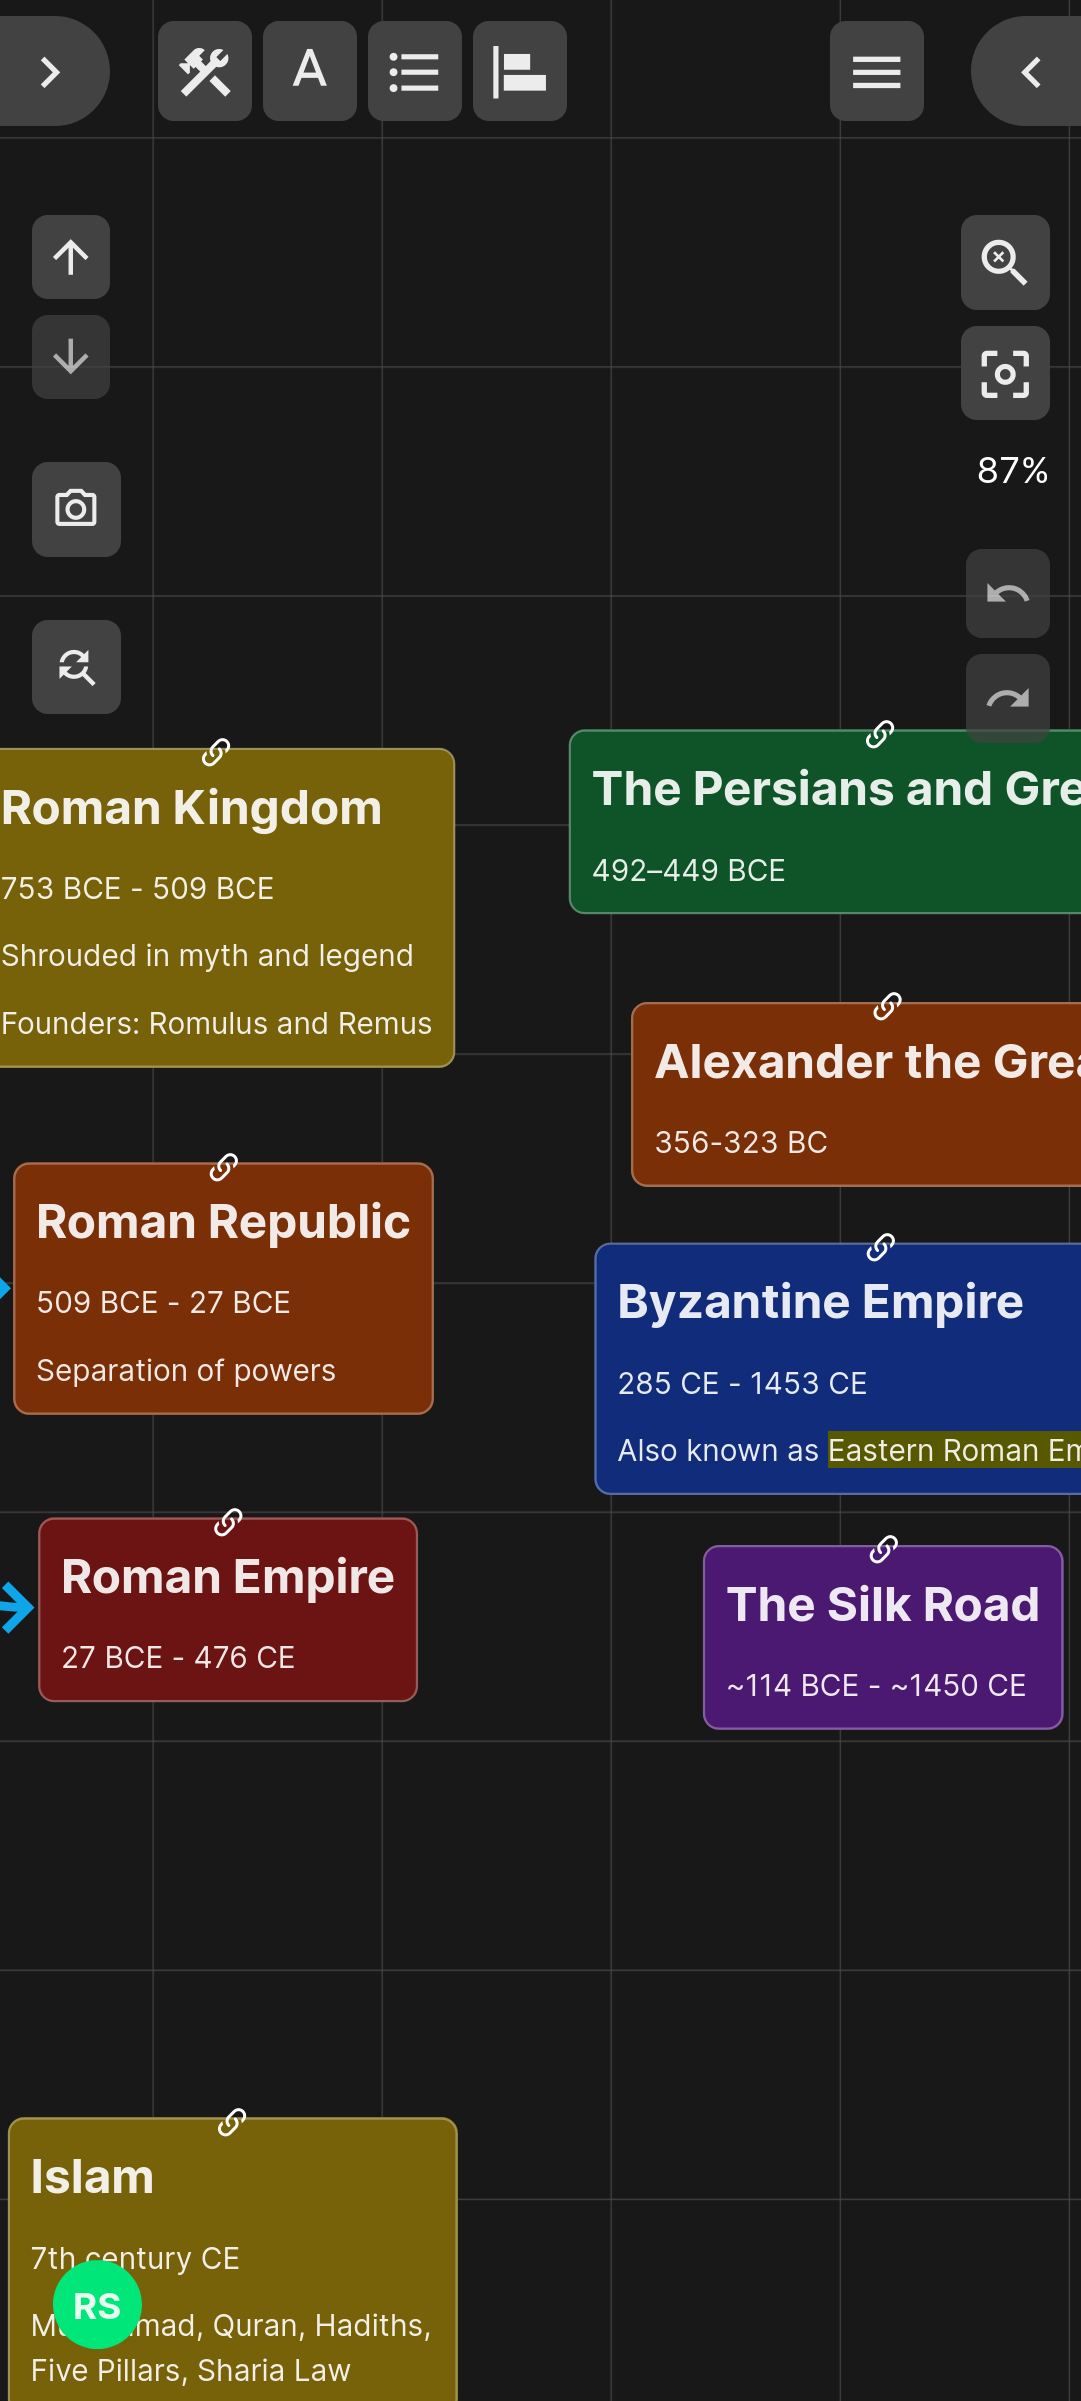 A
87%
Roman Kingdom
753 BCE - 509 BCE
Shrouded in myth and legend
Founders: Romulus and Remus
The Persians and Gre
492–449 BCE
Alexander the Grea
356-323 BC
Roman Republic
509 BCE - 27 BCE
Separation of powers
Byzantine Empire
285 CE - 1453 CE
Also known as Eastern Roman Em
Roman Empire
27 BCE - 476 CE
The Silk Road
~114 BCE - ~1450 CE
Islam
7th century CE
RS
Quran, Hadiths,
Five Pillars, Sharia Law